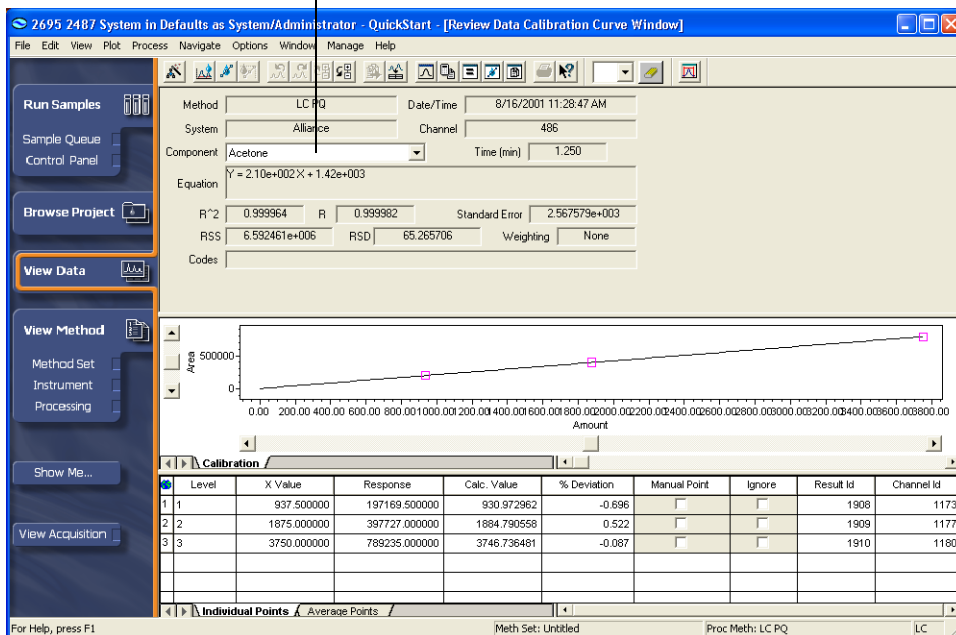 2695 2487 System in Defaults as System/Administrator - QuickStart - [Review Data Calibration Curve Window]
File Edit View Plot Process Navigate Options Window Manage Help
Run Samples
Sample Queue
Control Panel
Browse Project
View Data
View Method
Method Set
Instrument
Processing
Show Me...
View Acquisition
Method LC PQ Date/Time 8/16/2001 11:28:47 AM
System Alliance Channel 486
Component Acetone Time (min) 1.250
Equation Y = 2.10e+002 X + 1.42e+003
R^2 0.999964 R 0.999982 Standard Error 2.567579e+003
RSS 6.592461e+006 RSD 65.265706 Weighting None
Codes
Area
500000
0
0.00 200.00 400.00 600.00 800.00 1000.00 1200.00 1400.00 1600.00 1800.00 2000.00 2200.00 2400.00 2600.00 2800.00 3000.00 3200.00 3400.00 3600.00 3800.00
Amount
Calibration
Level X Value Response Calc. Value % Deviation Manual Point Ignore Result Id Channel Id
1 1 937.500000 197169.500000 930.972962 -0.696 1908 1173
2 2 1875.000000 397727.000000 1884.790558 0.522 1909 1177
3 3 3750.000000 789235.000000 3746.736481 -0.087 1910 1180
Individual Points Average Points
For Help, press F1 Meth Set: Untitled Proc Meth: LC PQ LC